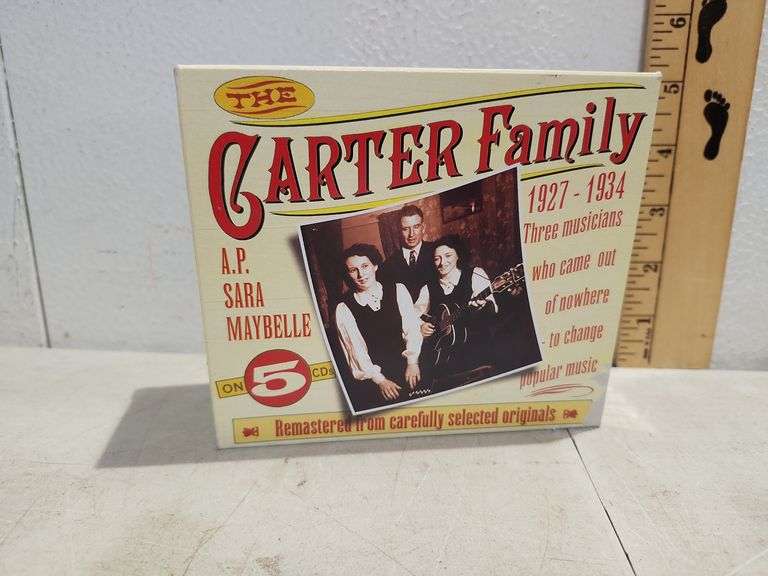 THE
CARTER Family
1927 - 1934
Three musicians
who came out
of nowhere
- to change
popular music
A.P.
SARA
MAYBELLE
ON 5 CDs
Remastered from carefully selected originals
6
5
4
3
2
1